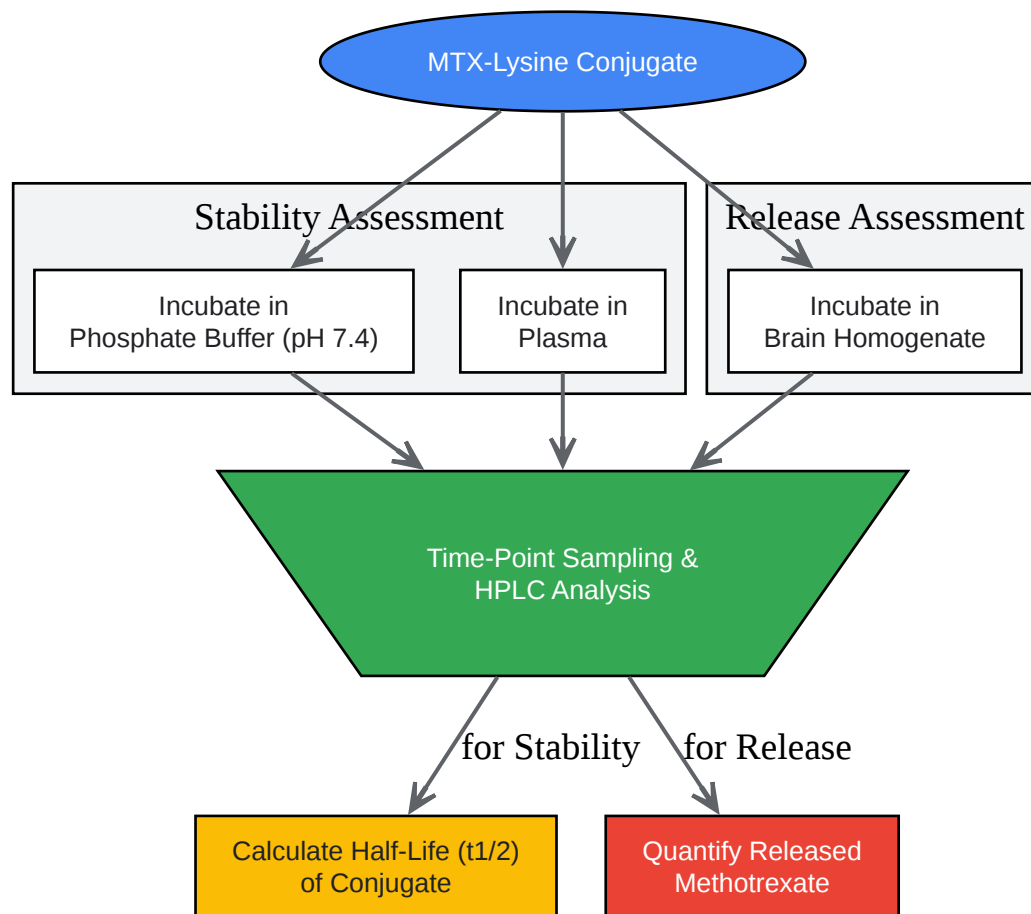 MTX-Lysine Conjugate
Stability Assessment
Release Assessment
Incubate in
Phosphate Buffer (pH 7.4)
Incubate in
Plasma
Incubate in
Brain Homogenate
Time-Point Sampling &
HPLC Analysis
for Stability
for Release
Calculate Half-Life (t1/2)
of Conjugate
Quantify Released
Methotrexate